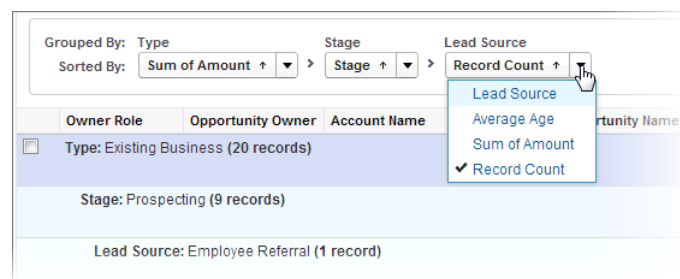 Grouped By: Type Stage Lead Source
Sorted By: Sum of Amount ↑ > Stage ↑ > Record Count ↑
Lead Source
Average Age
Sum of Amount
✔ Record Count
Owner Role Opportunity Owner Account Name rtunity Name
Type: Existing Business (20 records)
Stage: Prospecting (9 records)
Lead Source: Employee Referral (1 record)